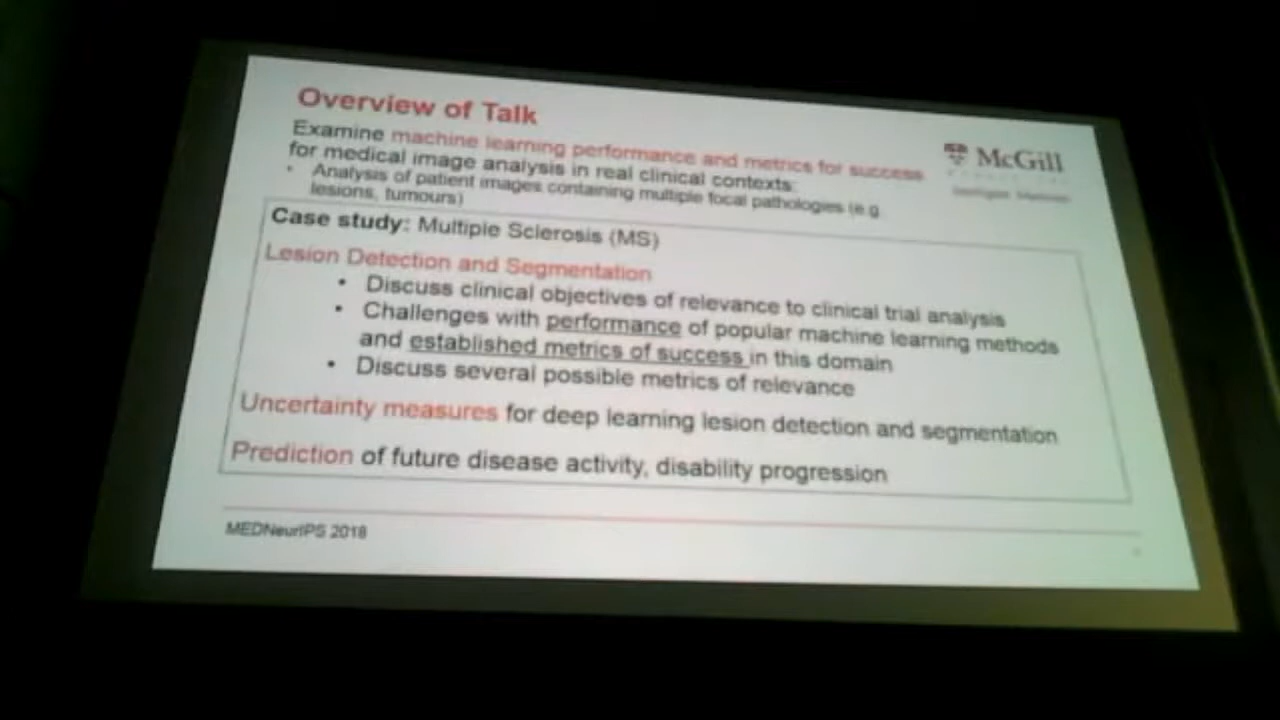 Overview of Talk
Examine machine learning performance and metrics for success
for medical image analysis in real clinical contexts:
• Analysis of patient images containing multiple focal pathologies (e.g.
lesions, tumours)
McGill
Case study: Multiple Sclerosis (MS)
Lesion Detection and Segmentation
• Discuss clinical objectives of relevance to clinical trial analysis
• Challenges with performance of popular machine learning methods
and established metrics of success in this domain
• Discuss several possible metrics of relevance
Uncertainty measures for deep learning lesion detection and segmentation
Prediction of future disease activity, disability progression
MEDNeurIPS 2018